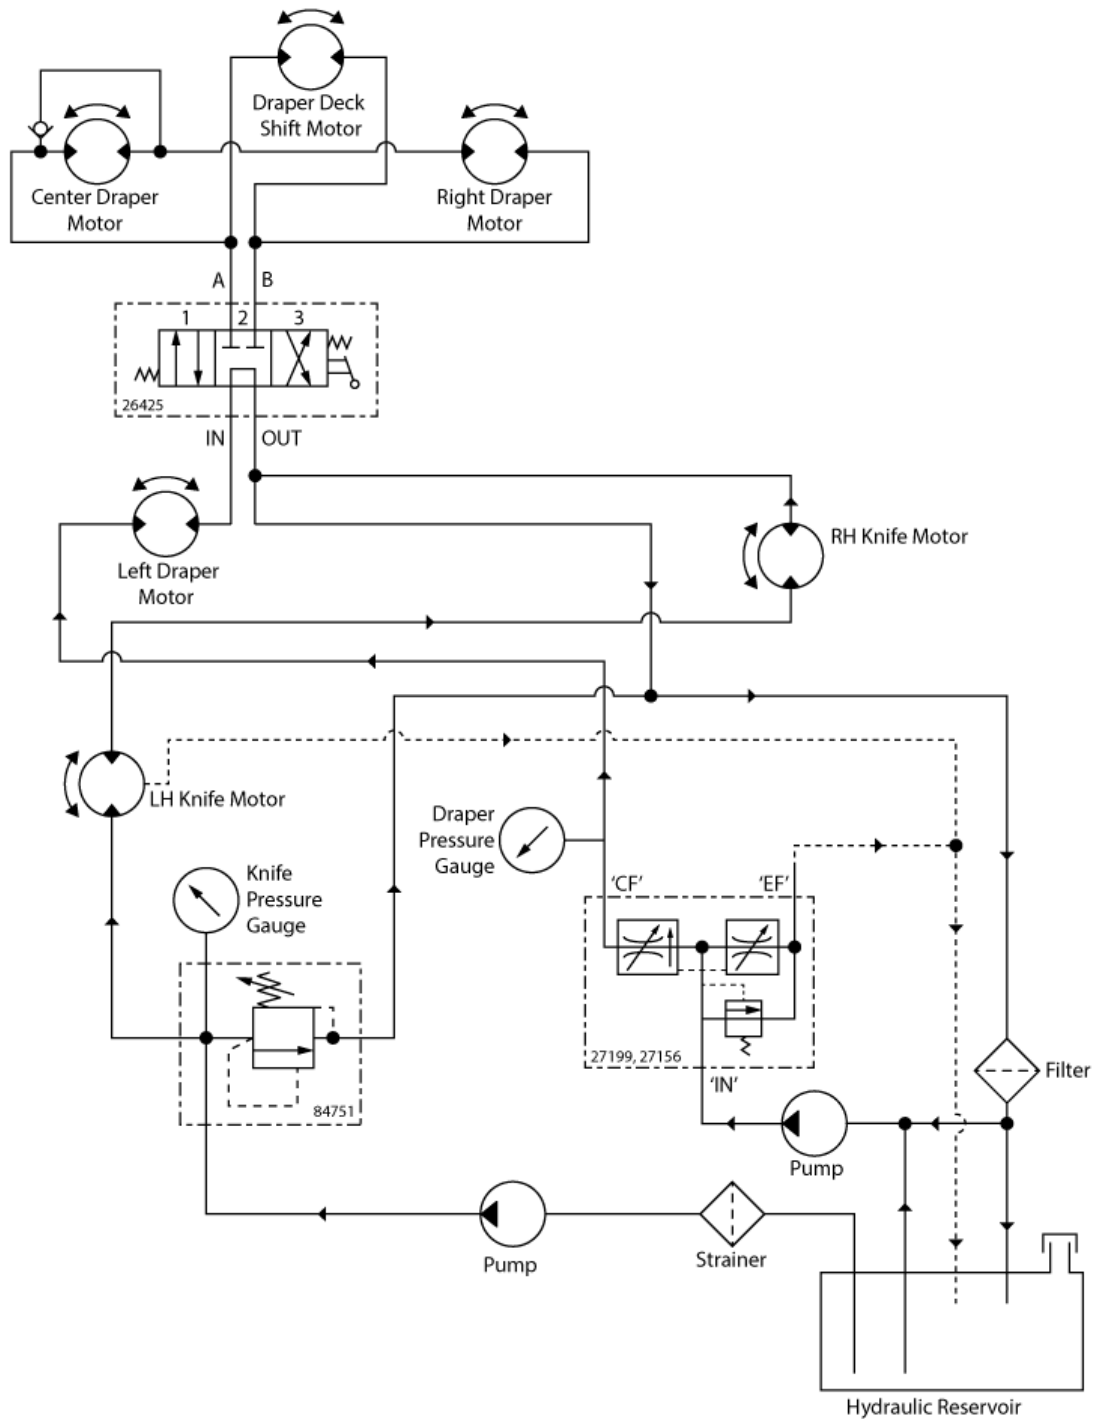 Draper Deck
Shift Motor
Center Draper
Motor
Right Draper
Motor
A
B
1
2
3
26425
IN
OUT
Left Draper
Motor
RH Knife Motor
LH Knife Motor
Draper
Pressure
Gauge
Knife
Pressure
Gauge
'CF'
'EF'
27199, 27156
'IN'
84751
Filter
Pump
Pump
Strainer
Hydraulic Reservoir